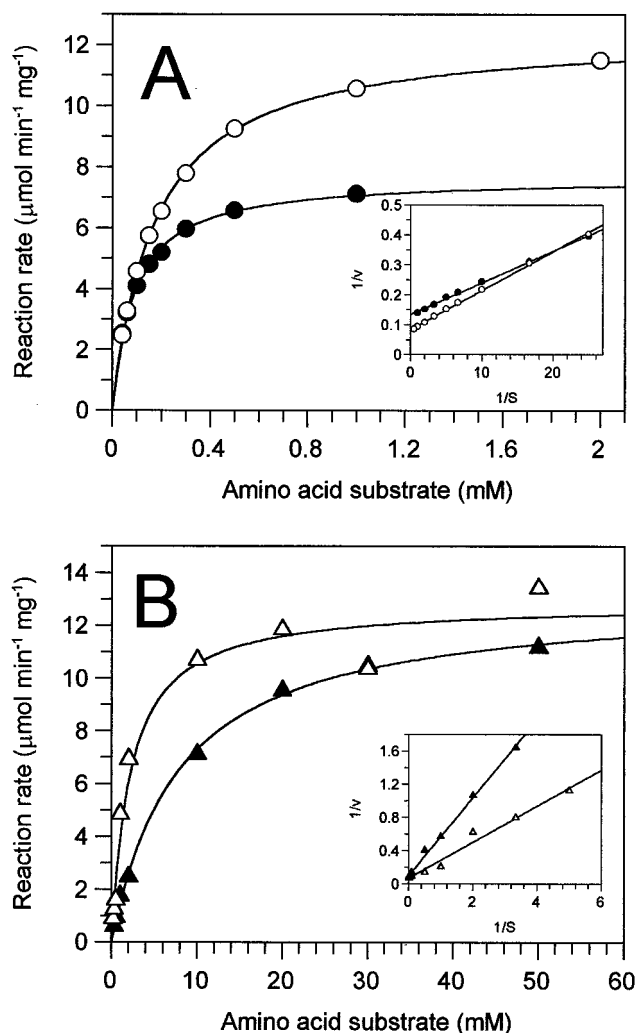 A
Reaction rate (μmol min⁻¹ mg⁻¹)
12
10
8
6
4
2
0
0 0.4 0.8 1.2 1.6 2
Amino acid substrate (mM)
1/v
0.5
0.4
0.3
0.2
0.1
0
0 10 20
1/S
B
Reaction rate (μmol min⁻¹ mg⁻¹)
14
12
10
8
6
4
2
0
0 10 20 30 40 50 60
Amino acid substrate (mM)
1/v
1.6
1.2
0.8
0.4
0
0 2 4 6
1/S